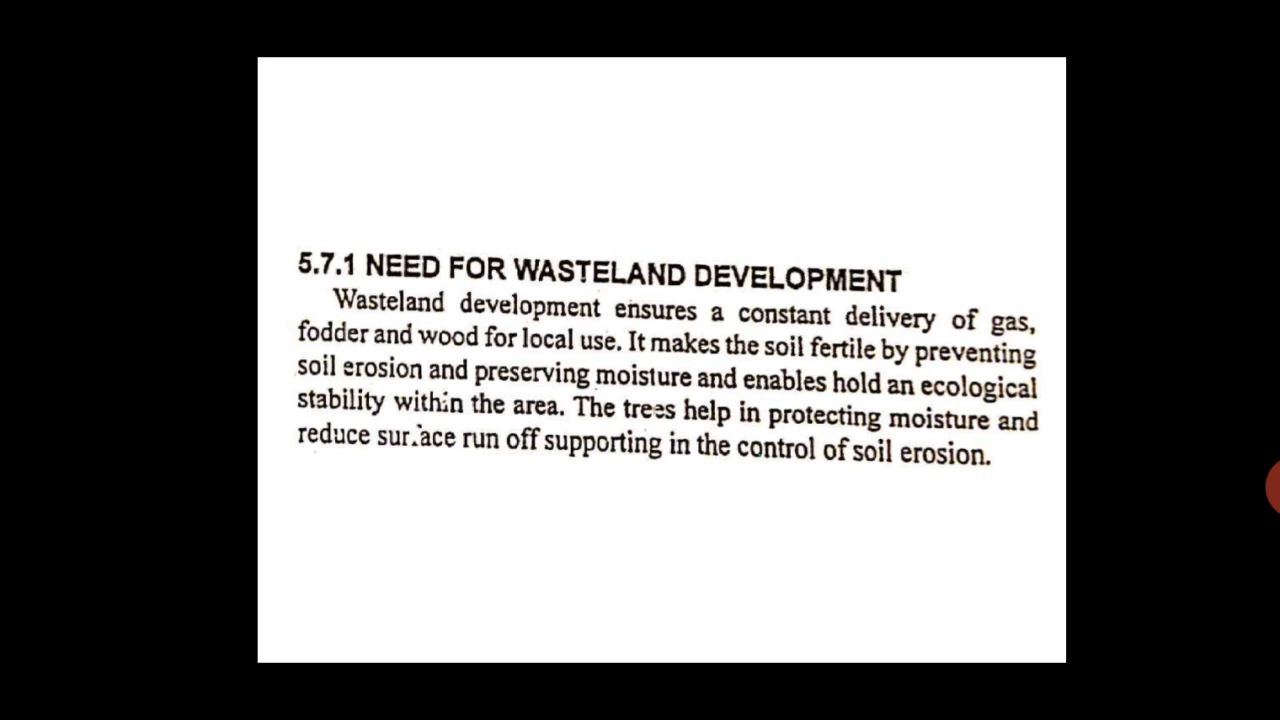 5.7.1 NEED FOR WASTELAND DEVELOPMENT
Wasteland development ensures a constant delivery of gas,
fodder and wood for local use. It makes the soil fertile by preventing
soil erosion and preserving moisture and enables hold an ecological
stability within the area. The trees help in protecting moisture and
reduce surface run off supporting in the control of soil erosion.